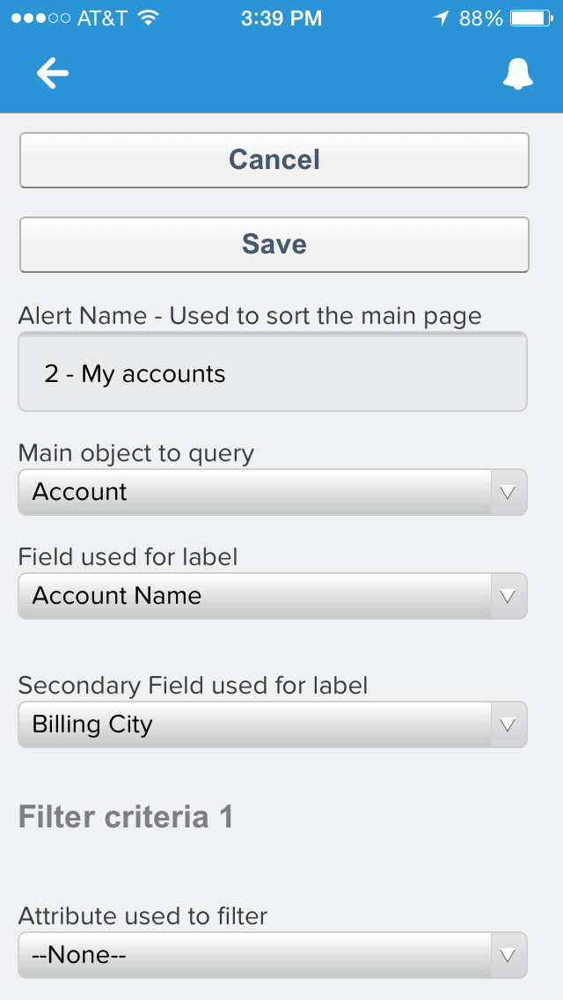 AT&T 3:39 PM 88%
Cancel
Save
Alert Name - Used to sort the main page
2 - My accounts
Main object to query
Account
Field used for label
Account Name
Secondary Field used for label
Billing City
Filter criteria 1
Attribute used to filter
--None--